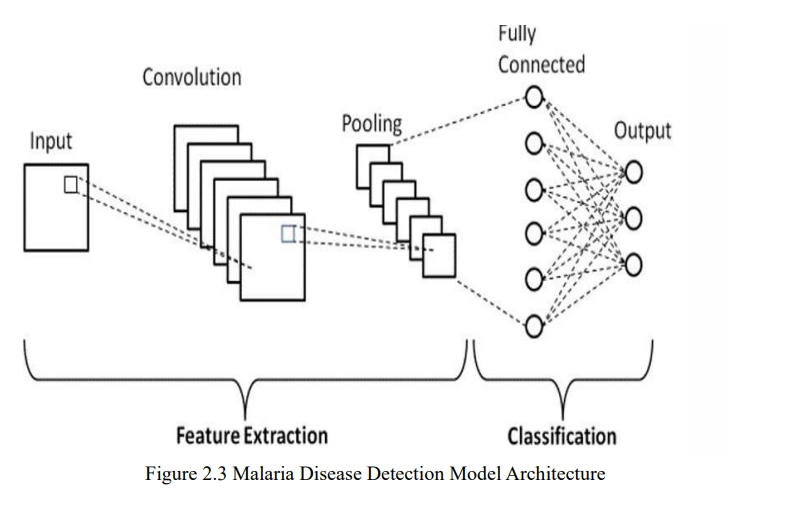 Fully
Connected
Convolution
Pooling
Output
Input
Feature Extraction
Classification
Figure 2.3 Malaria Disease Detection Model Architecture